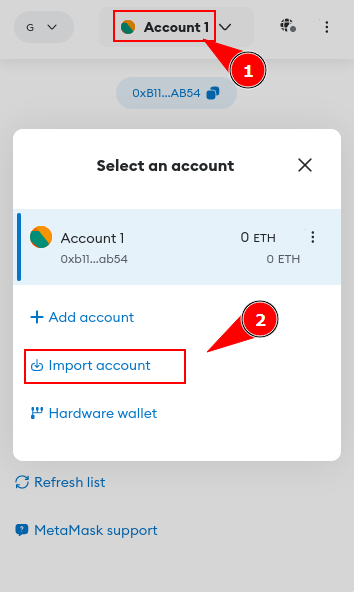 G
Account 1
1
0xB11...AB54
Select an account
Account 1
0 ETH
0xb11...ab54
0 ETH
Add account
2
Import account
Hardware wallet
Refresh list
MetaMask support